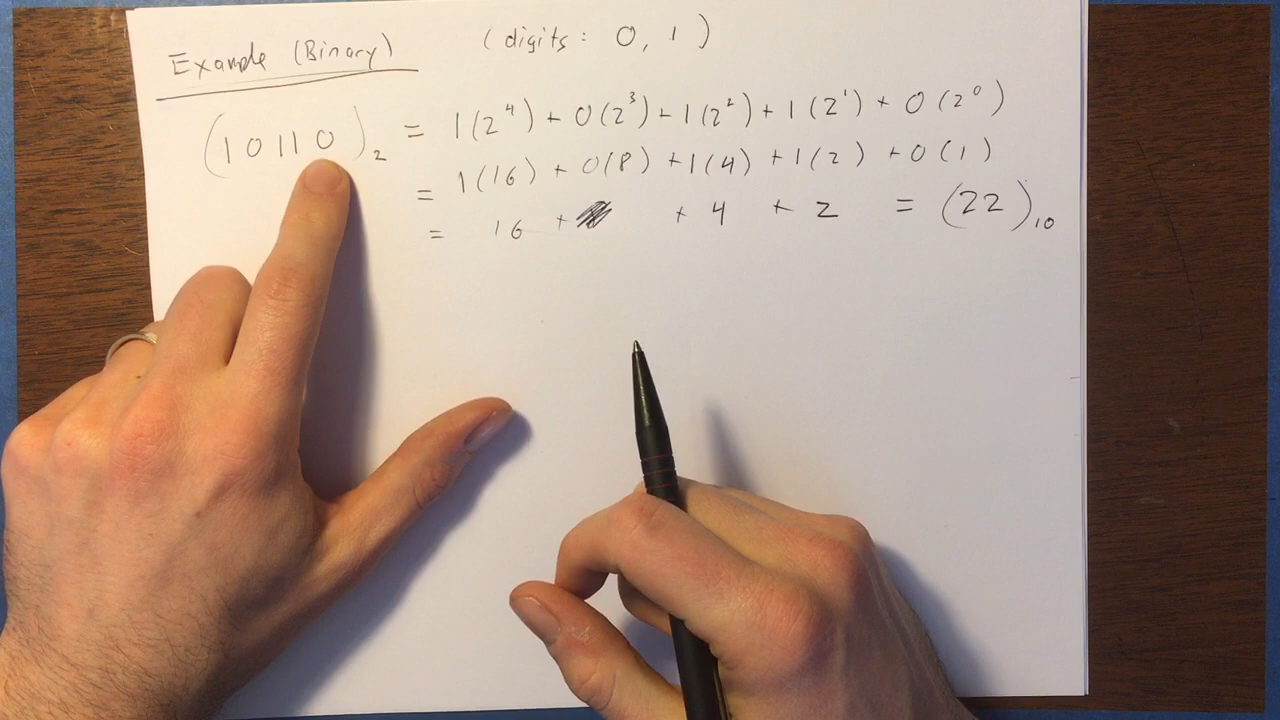 Example (Binary) (digits: 0, 1)
(10110)₂ = 1(2⁴) + 0(2³) + 1(2²) + 1(2¹) + 0(2⁰)
= 1(16) + 0(8) + 1(4) + 1(2) + 0(1)
= 16 + + 4 + 2 = (22)₁₀